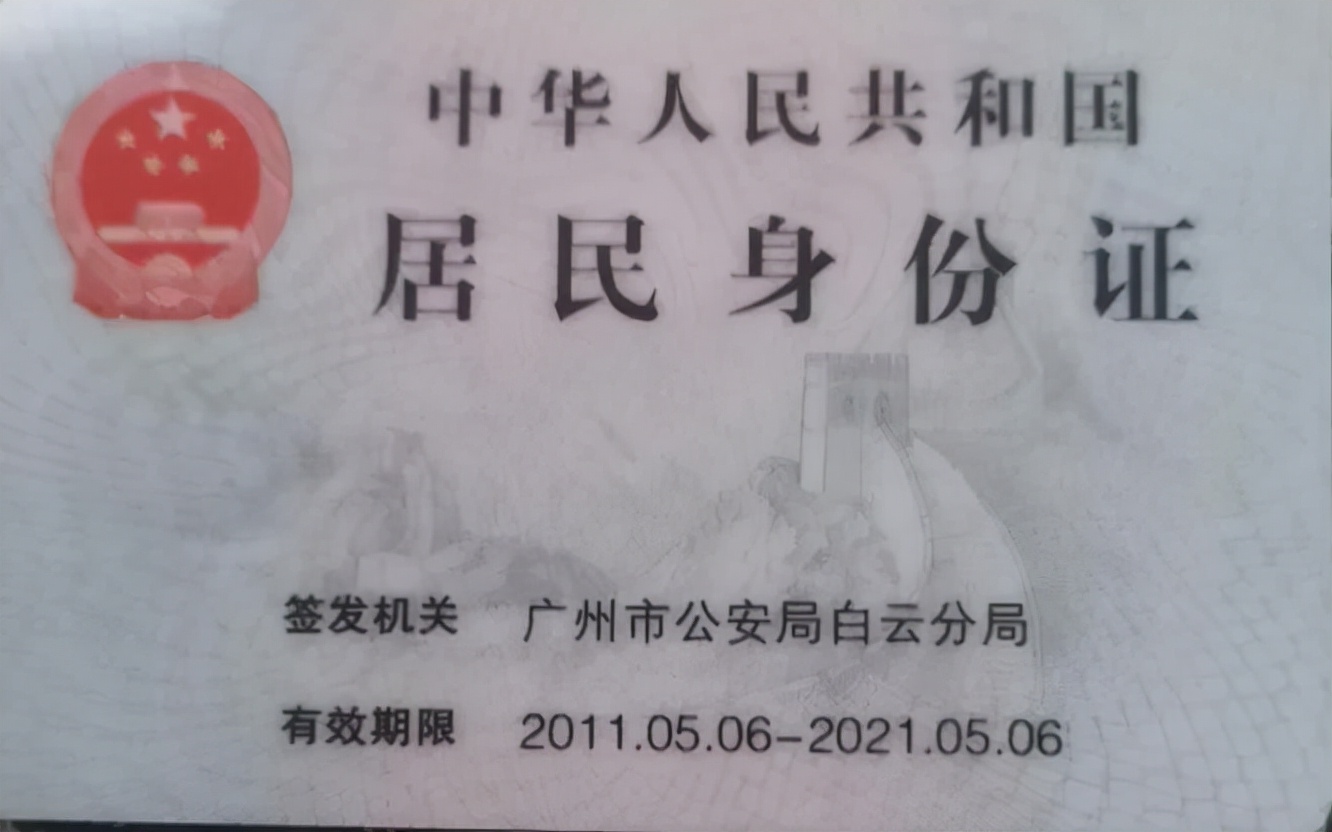 中华人民共和国
居民身份证
签发机关 广州市公安局白云分局
有效期限 2011.05.06-2021.05.06